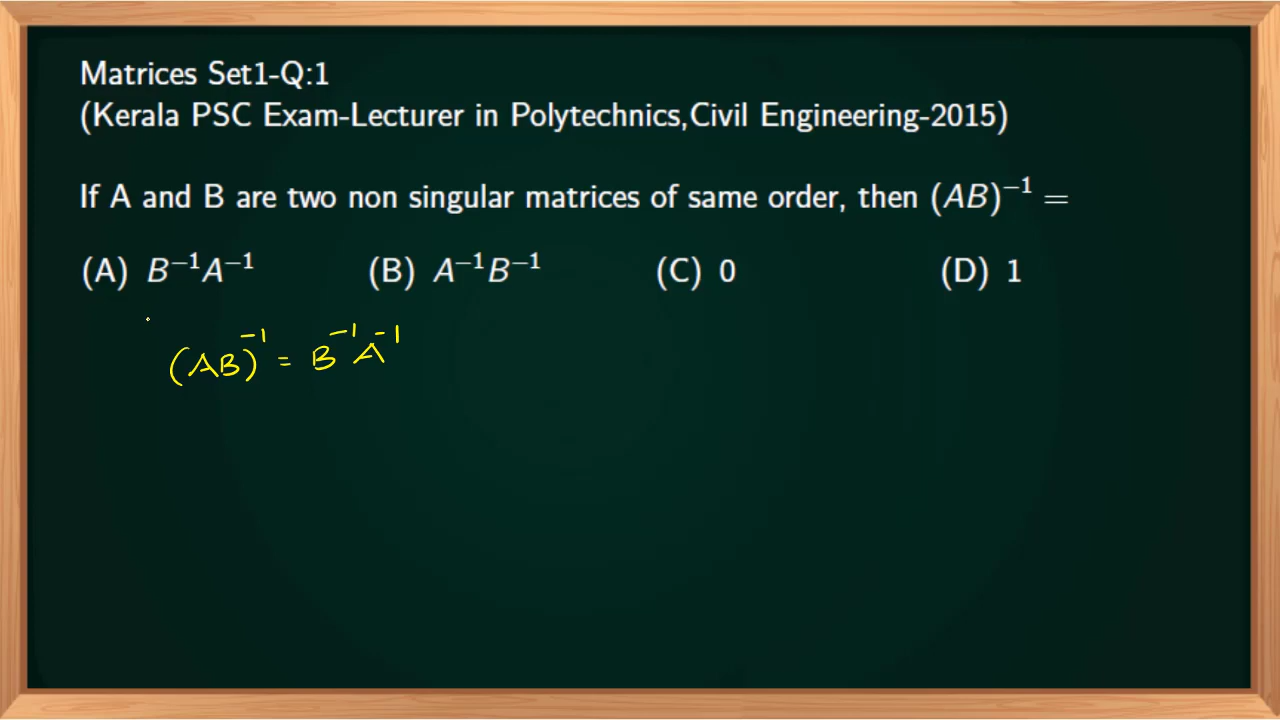 Matrices Set1-Q:1
(Kerala PSC Exam-Lecturer in Polytechnics,Civil Engineering-2015)
If A and B are two non singular matrices of same order, then (AB)⁻¹ =
(A) B⁻¹A⁻¹ (B) A⁻¹B⁻¹ (C) 0 (D) 1
(AB)⁻¹ = B⁻¹A⁻¹